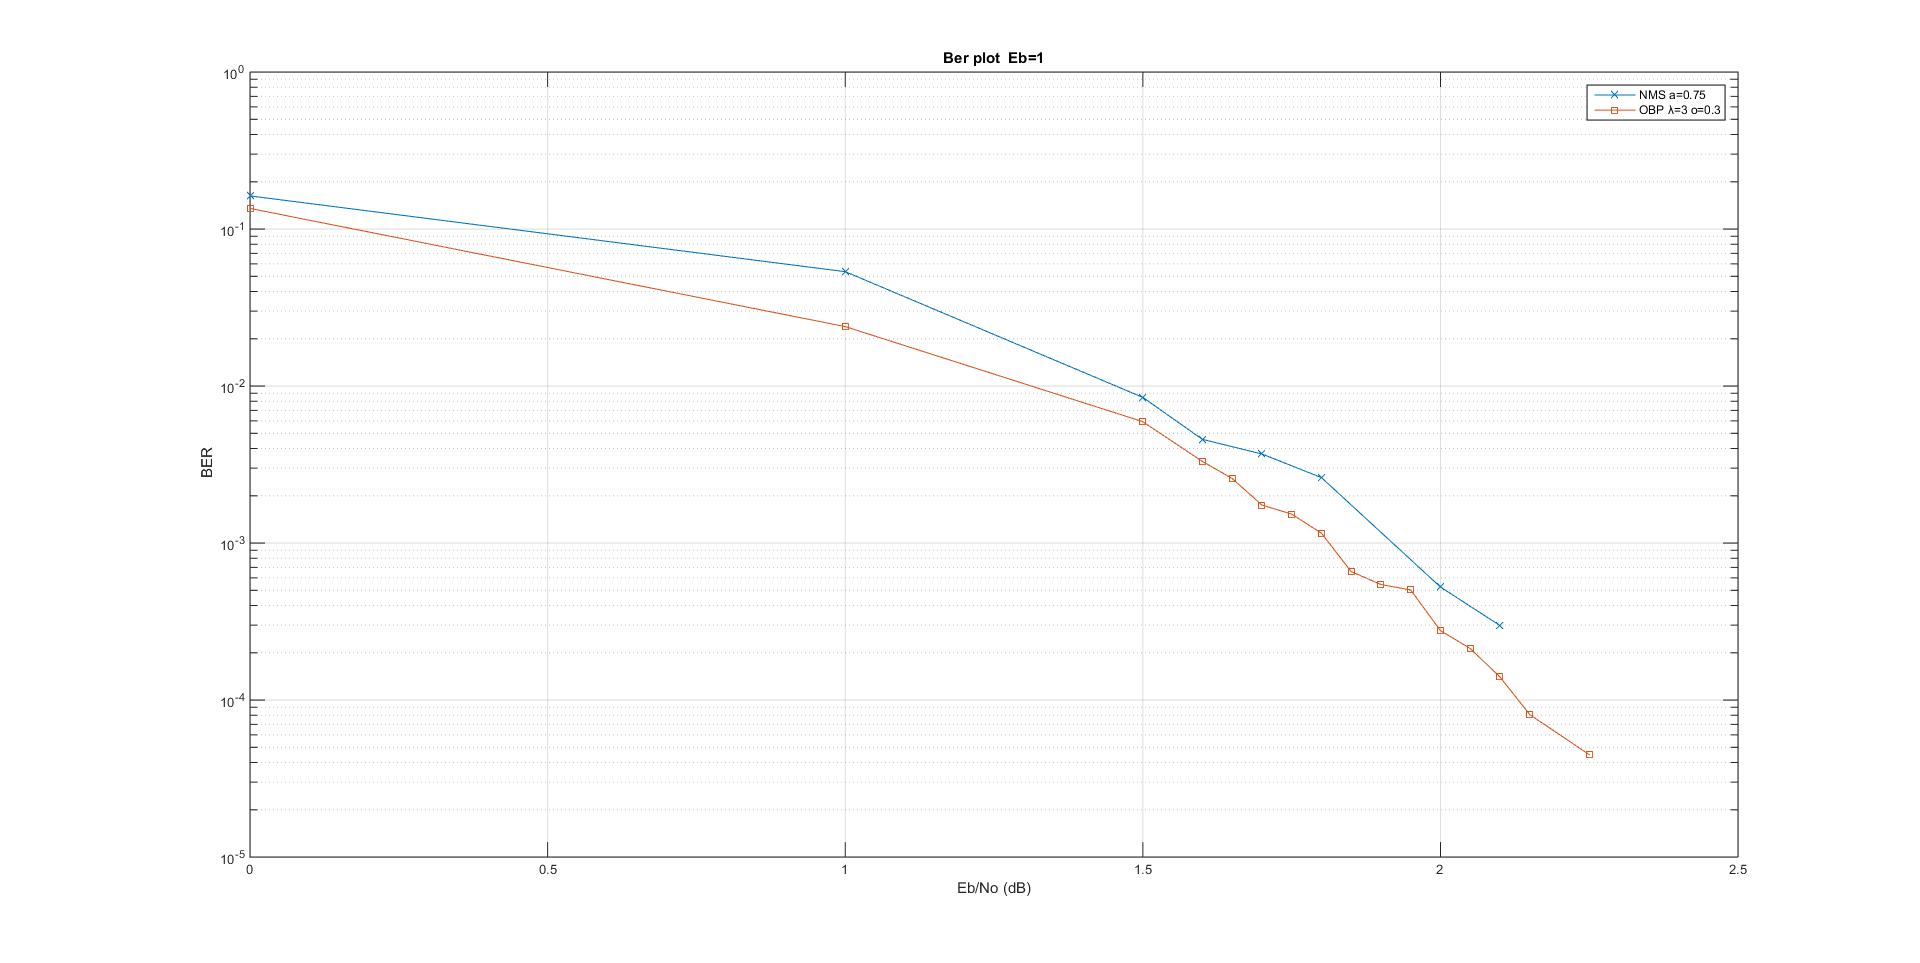 Ber plot  Eb=1
NMS a=0.75
OBP λ=3 o=0.3
10^0
10^-1
10^-2
10^-3
10^-4
10^-5
BER
0 0.5 1 1.5 2 2.5
Eb/No (dB)